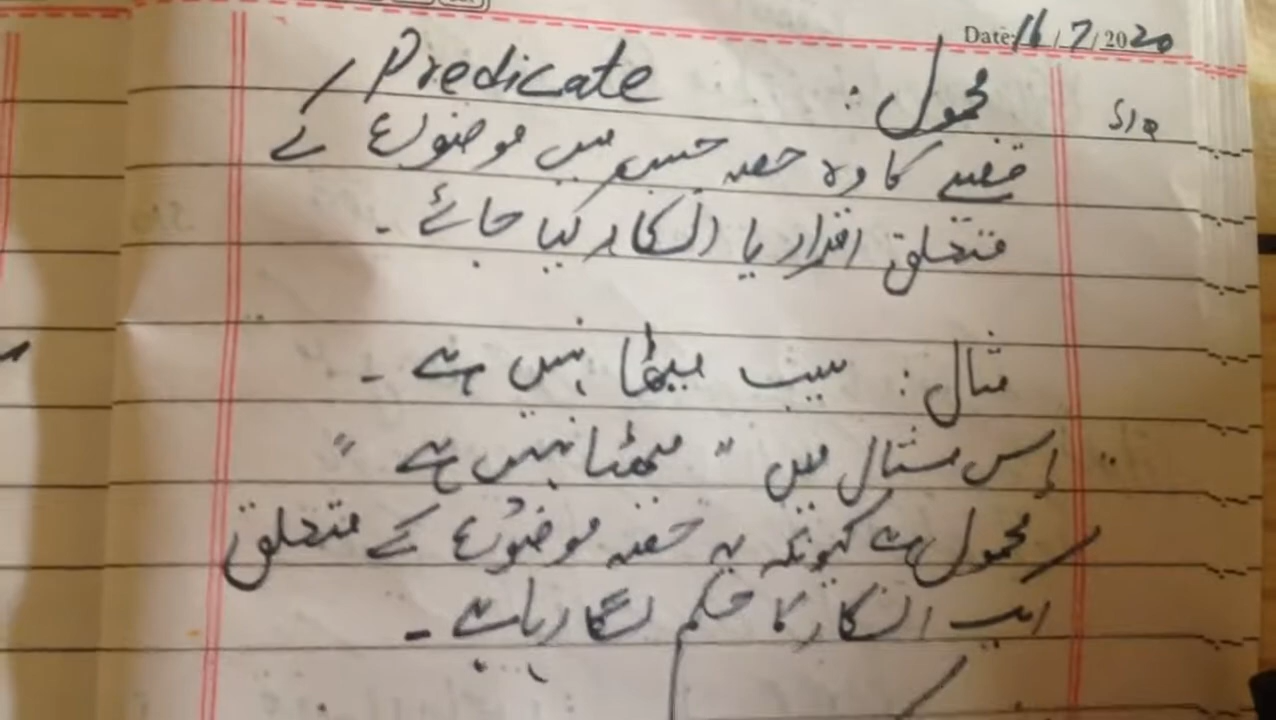 Date: 16/7/2020
محمول : Predicate
قضیے کا وہ حصہ جس میں موضوع کے
متعلق اقرار یا انکار کیا جائے ۔
مثال : سیب میٹھا نہیں ہے ۔
" اس مثال میں " میٹھا نہیں ہے "
محمول ہے کیونکہ یہ حصہ موضوع کے متعلق
ایک انکار کا حکم لگا رہا ہے ۔